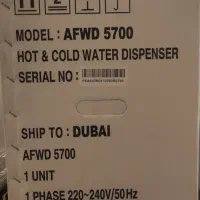 MODEL : AFWD 5700
HOT & COLD WATER DISPENSER
SERIAL NO :
SHIP TO : DUBAI
AFWD 5700
1 UNIT
1 PHASE 220~240V/50Hz